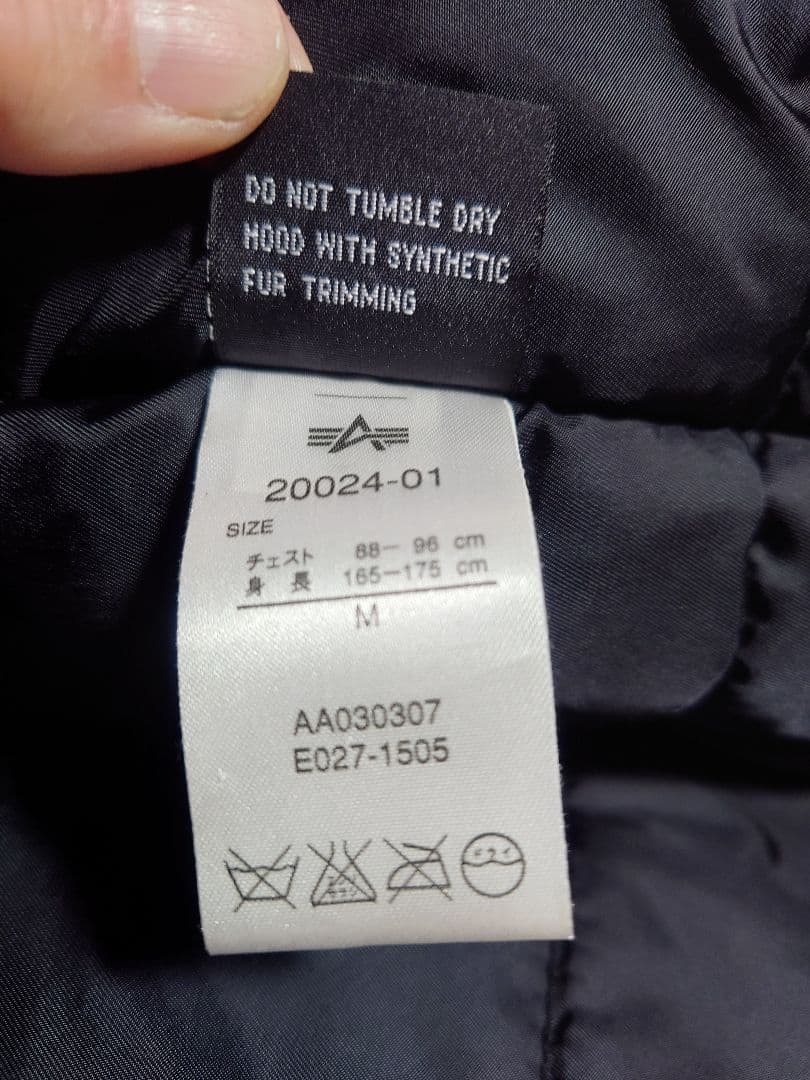 DO NOT TUMBLE DRY
HOOD WITH SYNTHETIC
FUR TRIMMING
20024-01
SIZE
チェスト 88－96 cm
身長 165－175 cm
M
AA030307
E027-1505